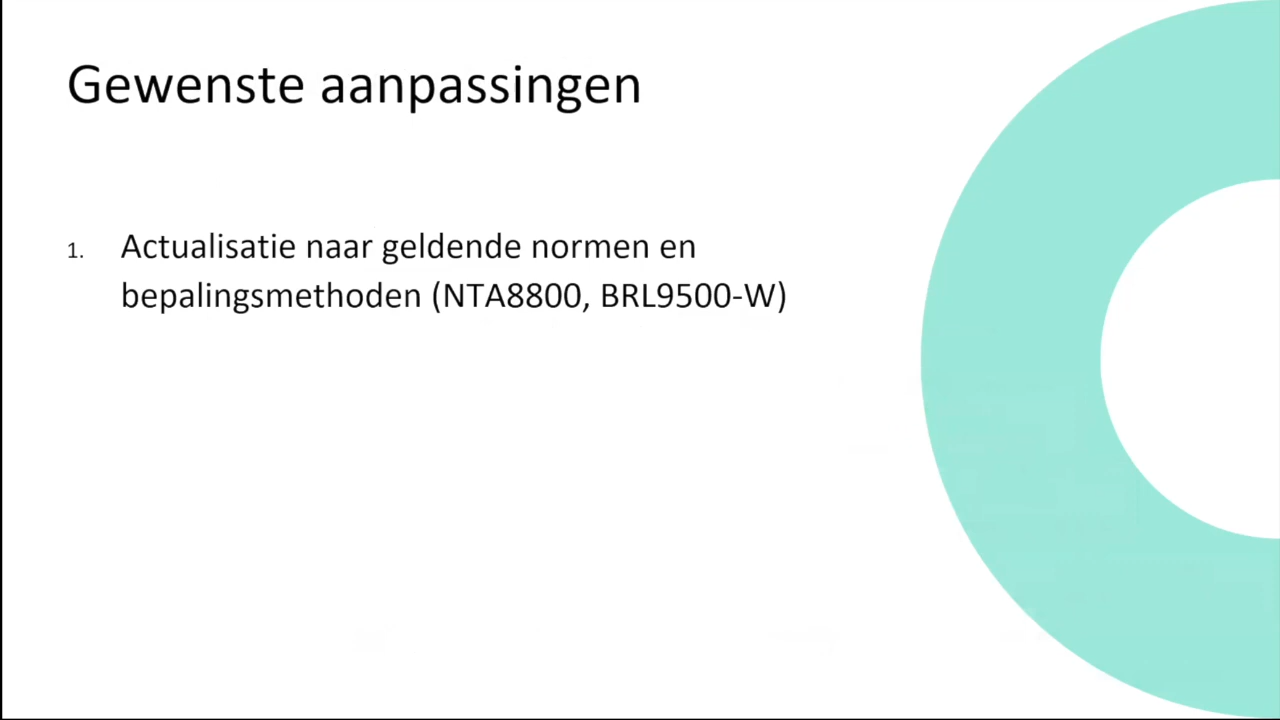 Gewenste aanpassingen
1. Actualisatie naar geldende normen en
bepalingsmethoden (NTA8800, BRL9500-W)